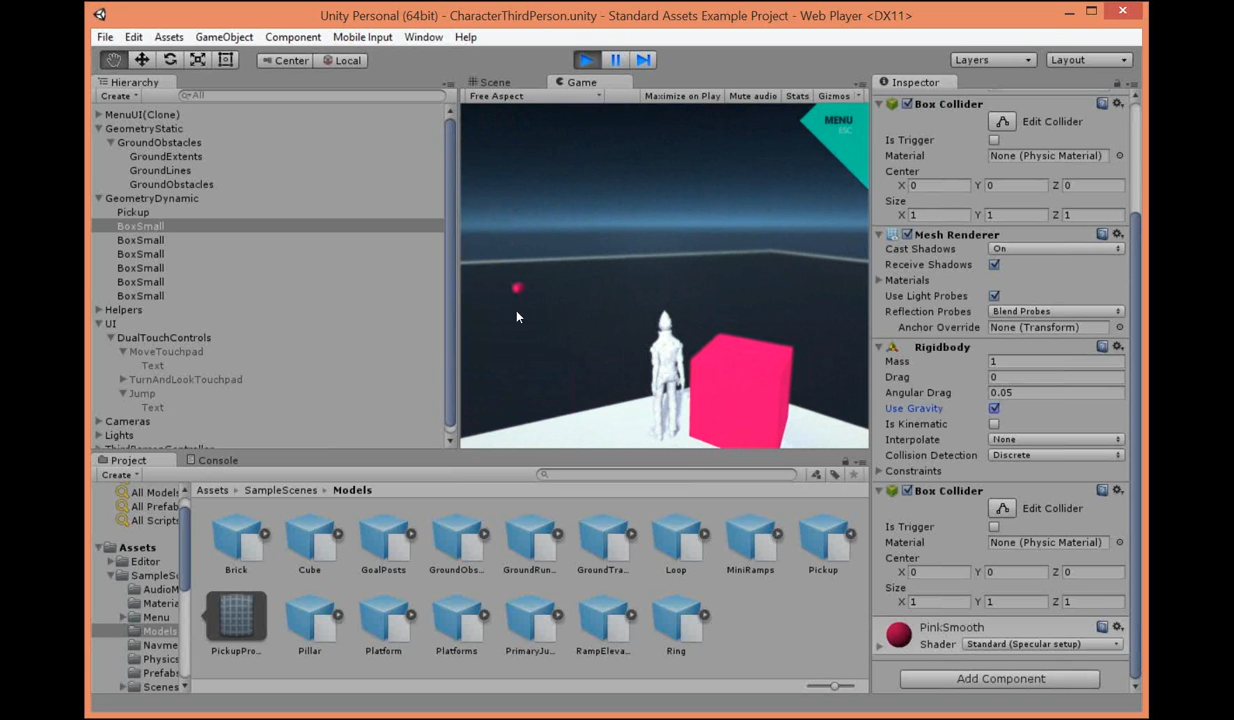 Unity Personal (64bit) - CharacterThirdPerson.unity - Standard Assets Example Project - Web Player <DX11>
File Edit Assets GameObject Component Mobile Input Window Help
Center Local Layers Layout
Hierarchy
Create All
MenuUI(Clone)
GeometryStatic
GroundObstacles
GroundExtents
GroundLines
GroundObstacles
GeometryDynamic
Pickup
BoxSmall
BoxSmall
BoxSmall
BoxSmall
BoxSmall
BoxSmall
Helpers
UI
DualTouchControls
MoveTouchpad
Text
TurnAndLookTouchpad
Jump
Text
Cameras
Lights
Scene Game
Free Aspect Maximize on Play Mute audio Stats Gizmos
MENU
ESC
Inspector
Box Collider
Edit Collider
Is Trigger
Material None (Physic Material)
Center
X 0 Y 0 Z 0
Size
X 1 Y 1 Z 1
Mesh Renderer
Cast Shadows On
Receive Shadows
Materials
Use Light Probes
Reflection Probes Blend Probes
Anchor Override None (Transform)
Rigidbody
Mass 1
Drag 0
Angular Drag 0.05
Use Gravity
Is Kinematic
Interpolate None
Collision Detection Discrete
Constraints
Box Collider
Edit Collider
Is Trigger
Material None (Physic Material)
Center
X 0 Y 0 Z 0
Size
X 1 Y 1 Z 1
PinkSmooth
Shader Standard (Specular setup)
Add Component
Project Console
Create
All Models
All Prefab
All Scripts
Assets
Editor
SampleSc
AudioM
Materia
Menu
Models
Navme
Physics
Prefabs
Scenes
Assets SampleScenes Models
Brick Cube GoalPosts GroundObs... GroundRun... GroundTra... Loop MiniRamps Pickup
PickupPro... Pillar Platform Platforms PrimaryJu... RampEleva... Ring